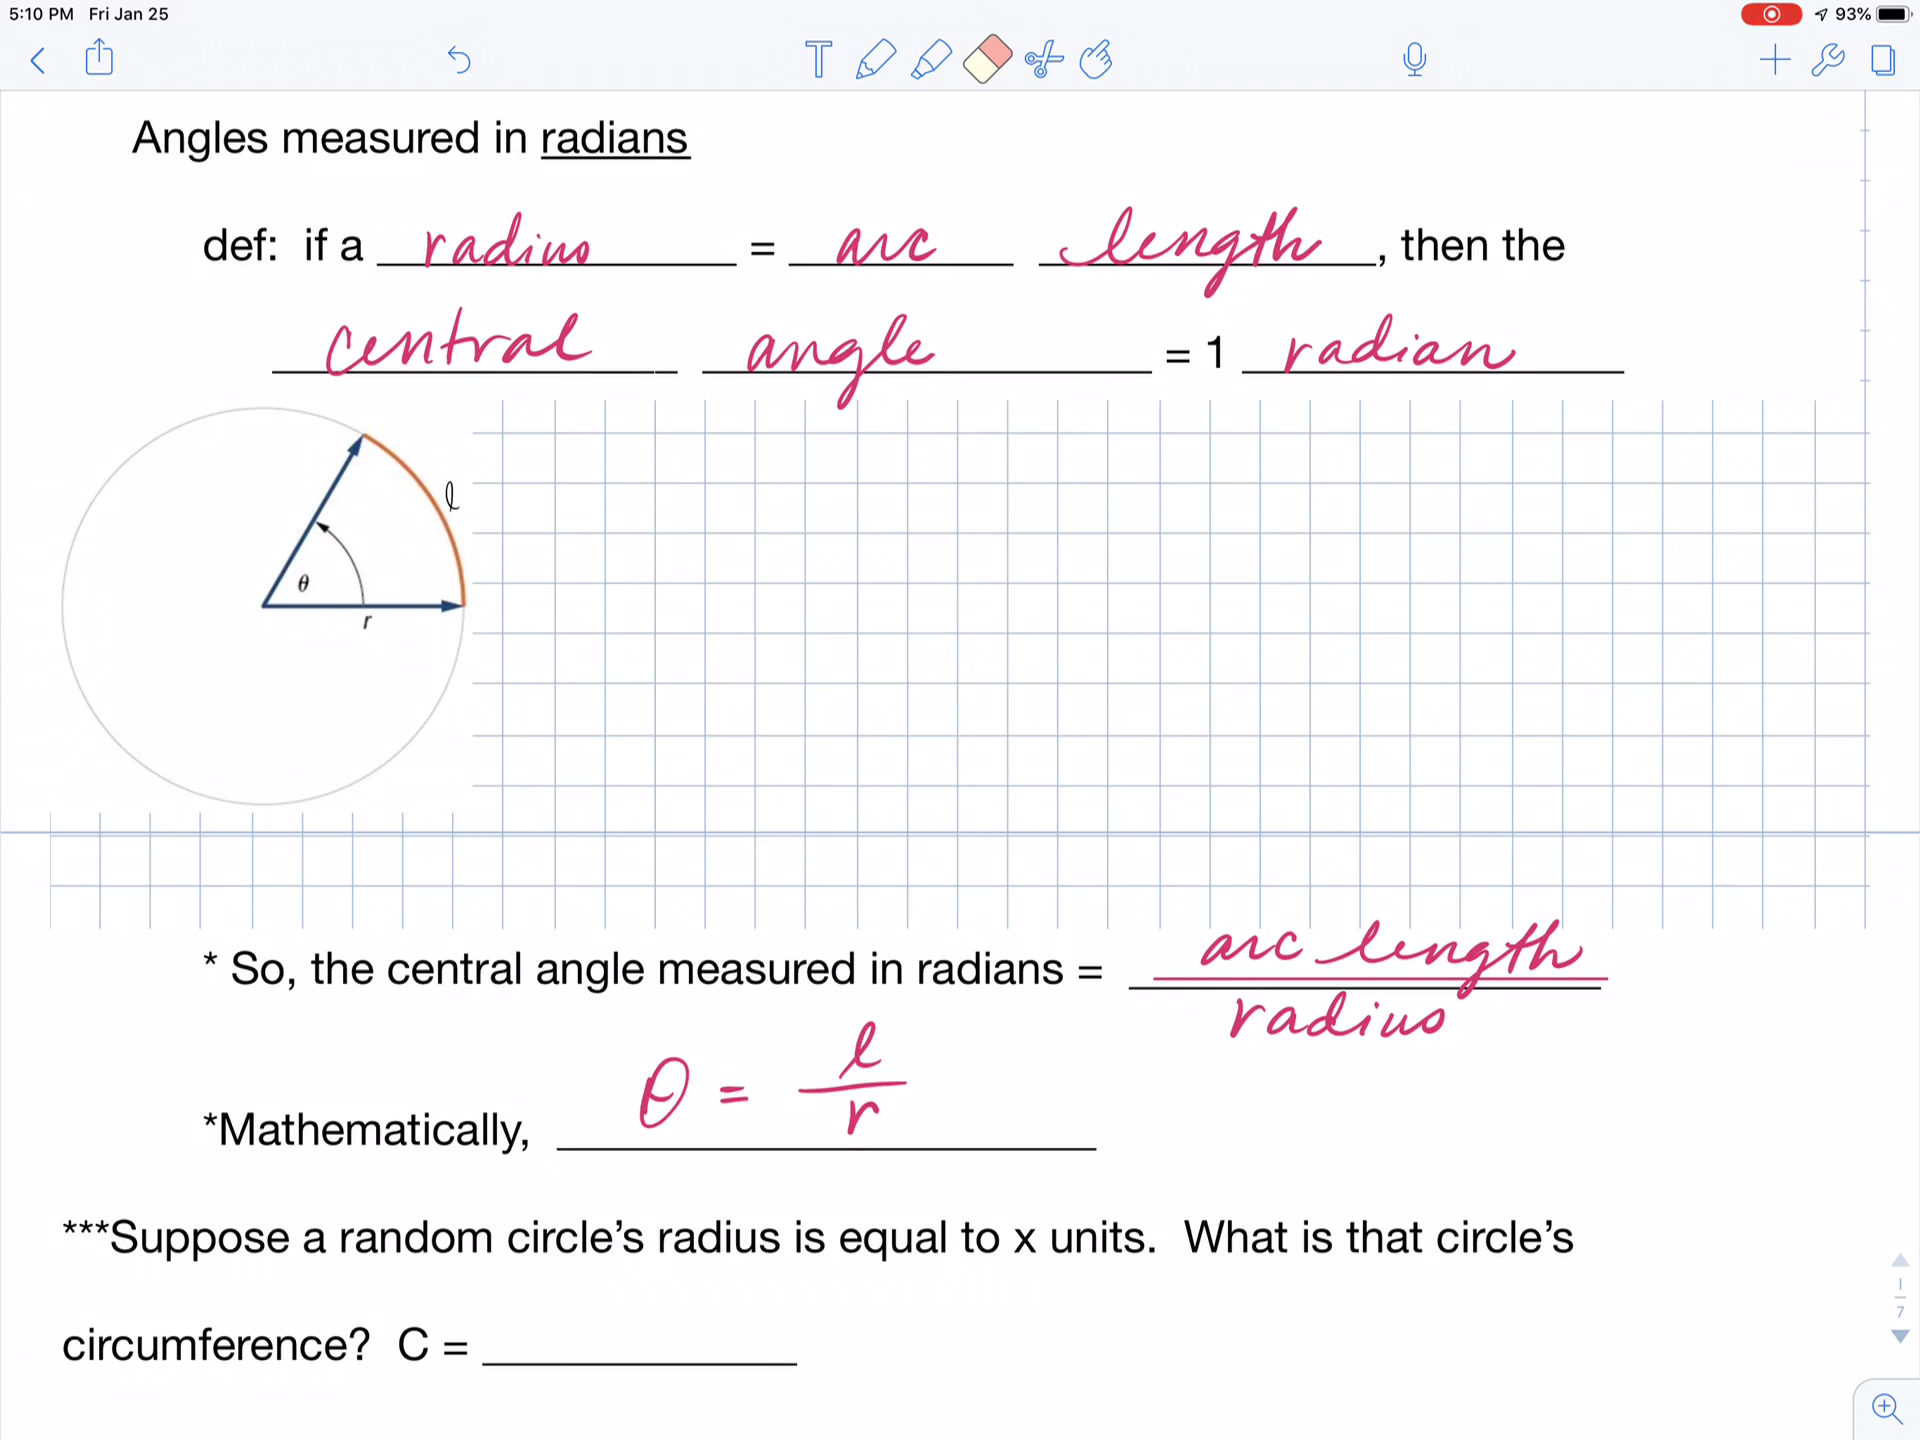 5:10 PM Fri Jan 25
93%
T
Angles measured in radians
def: if a radius = arc length, then the
central angle = 1 radian
l
θ
r
* So, the central angle measured in radians = arc length
radius
*Mathematically, θ = l
r
***Suppose a random circle’s radius is equal to x units. What is that circle’s
1
7
circumference? C =